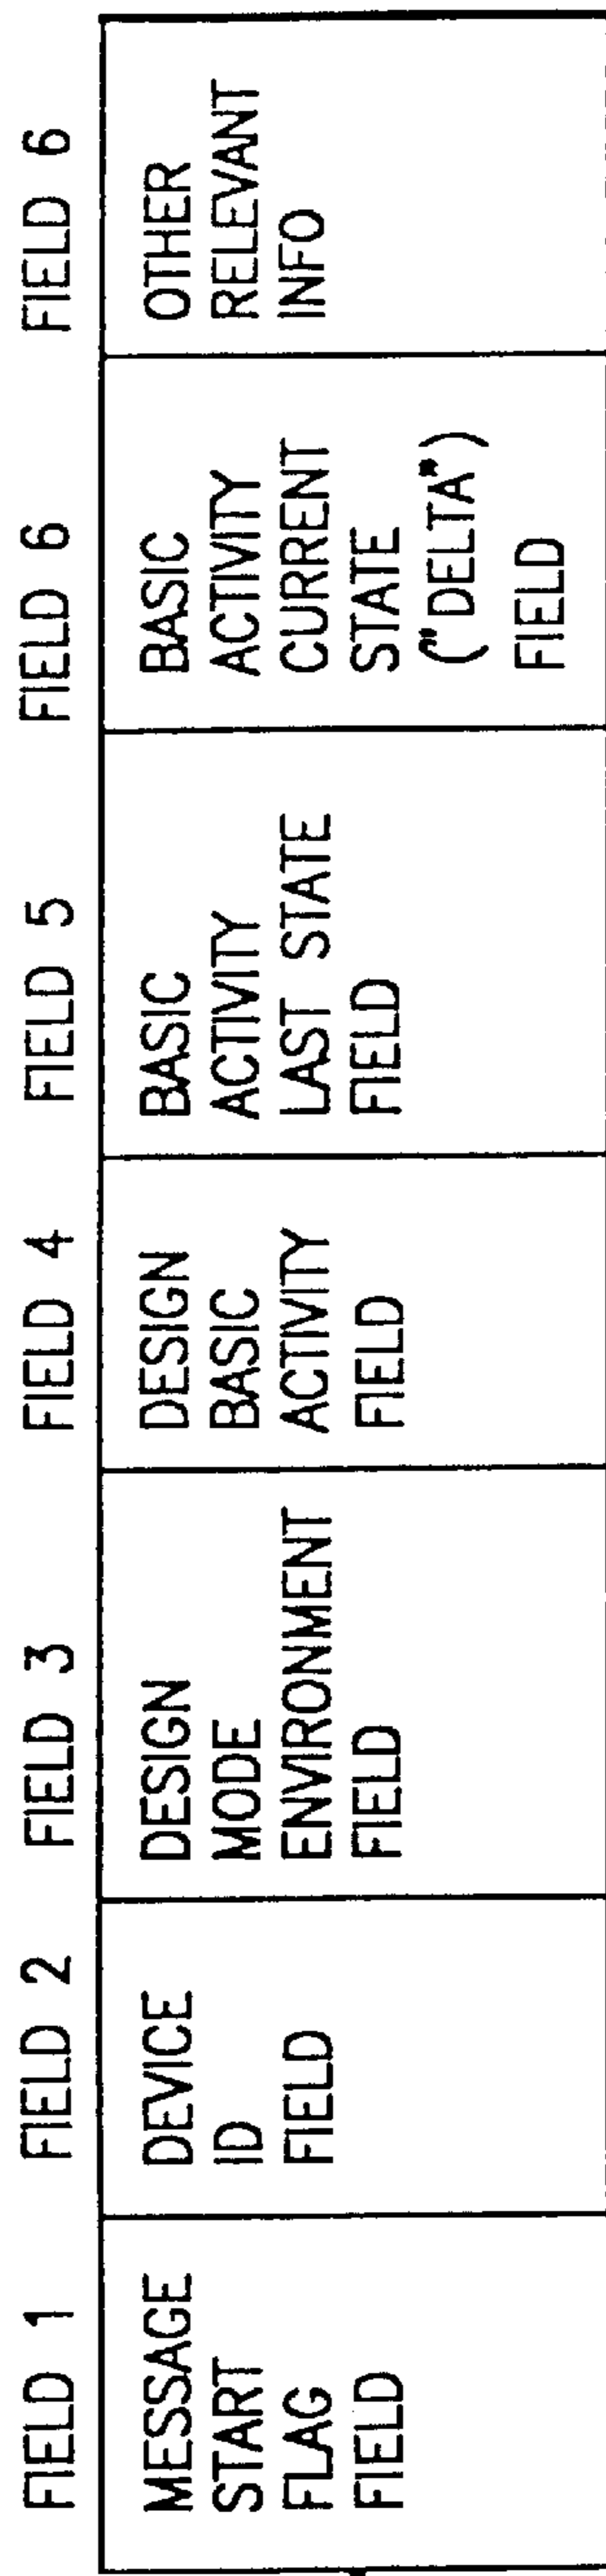 FIELD 1
FIELD 2
FIELD 3
FIELD 4
FIELD 5
FIELD 6
FIELD 6
MESSAGE
START
FLAG
FIELD
DEVICE
ID
FIELD
DESIGN
MODE
ENVIRONMENT
FIELD
DESIGN
BASIC
ACTIVITY
FIELD
BASIC
ACTIVITY
LAST STATE
FIELD
BASIC
ACTIVITY
CURRENT
STATE
("DELTA")
FIELD
OTHER
RELEVANT
INFO